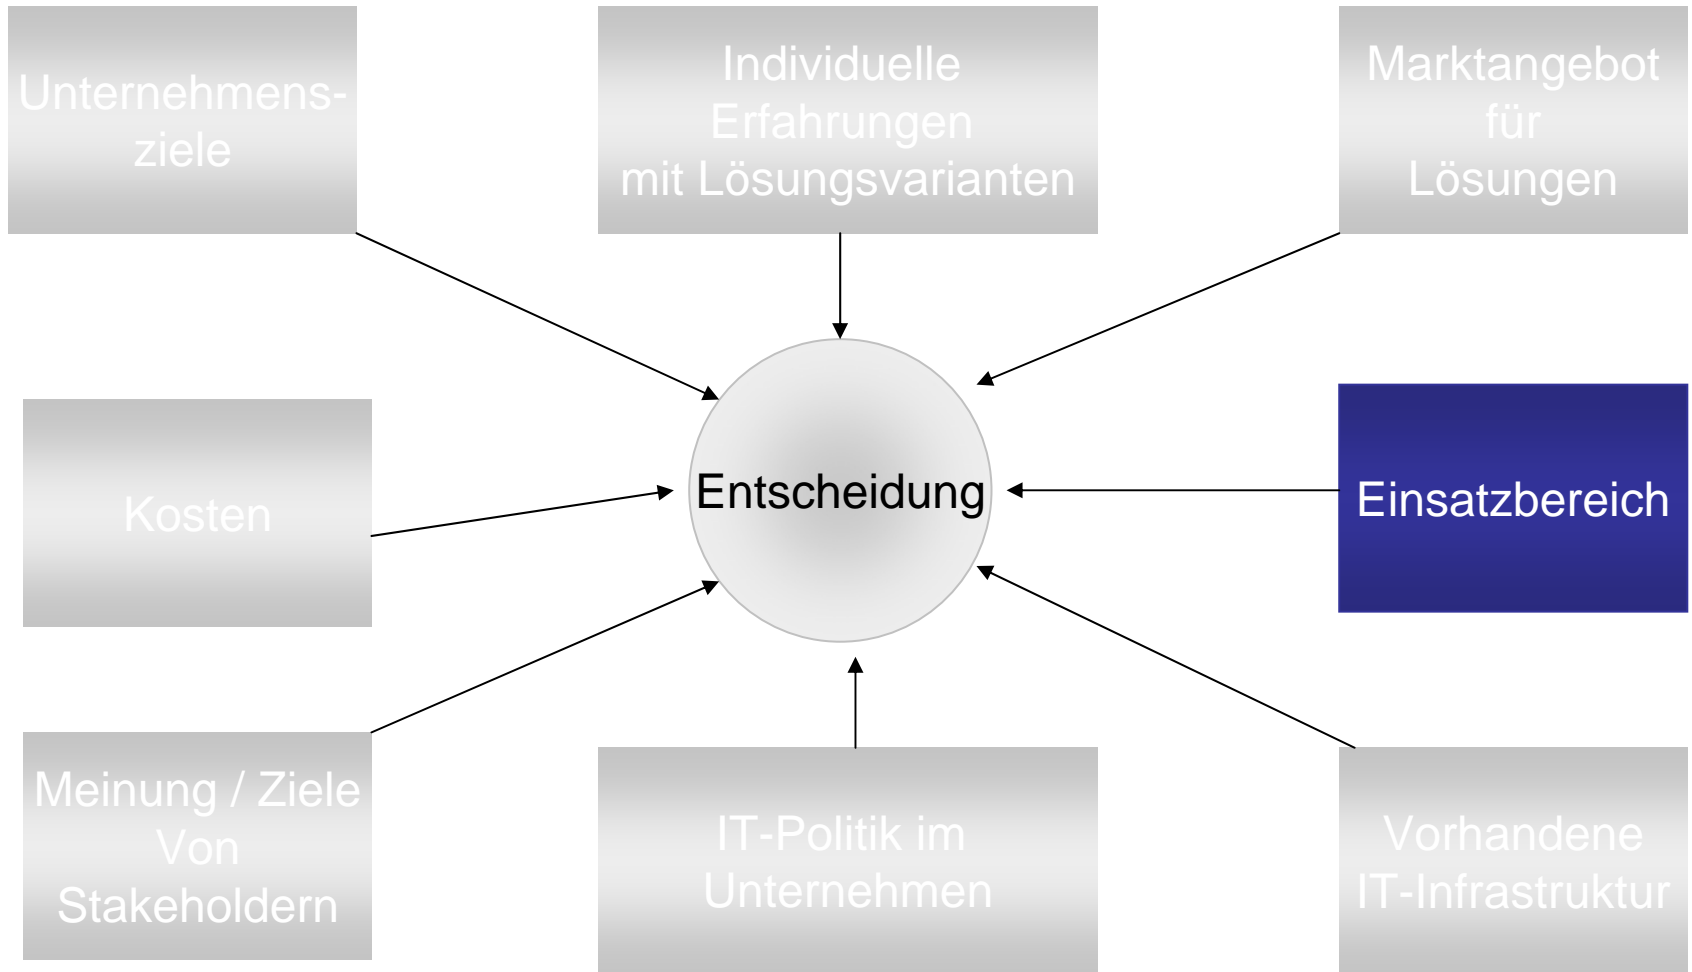 Unternehmens-
ziele
Individuelle
Erfahrungen
mit Lösungsvarianten
Marktangebot
für
Lösungen
Kosten
Entscheidung
Einsatzbereich
Meinung / Ziele
Von
Stakeholdern
IT-Politik im
Unternehmen
Vorhandene
IT-Infrastruktur